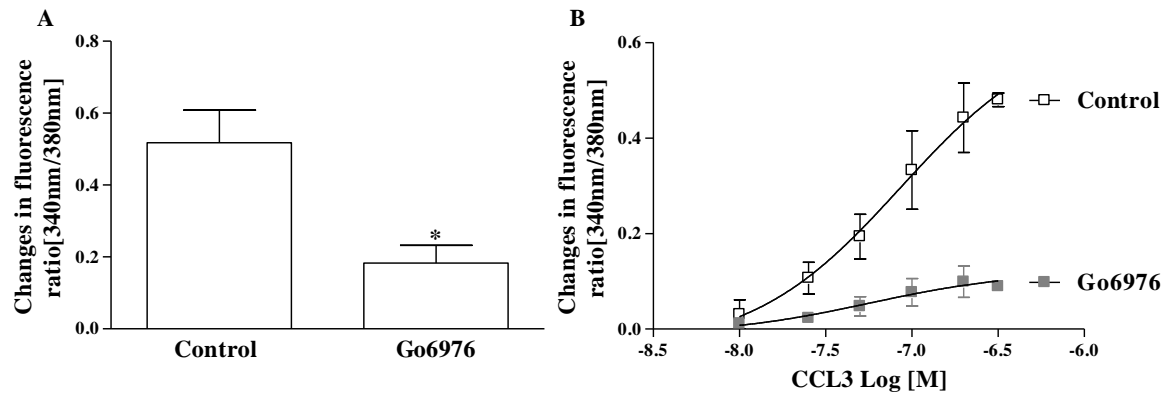 A
Changes in fluorescence
ratio[340nm/380nm]
0.8
0.6
0.4
0.2
0.0
*
Control
Go6976
B
Changes in fluorescence
ratio[340nm/380nm]
0.6
0.4
0.2
0.0
-8.5
-8.0
-7.5
-7.0
-6.5
-6.0
CCL3 Log [M]
Control
Go6976